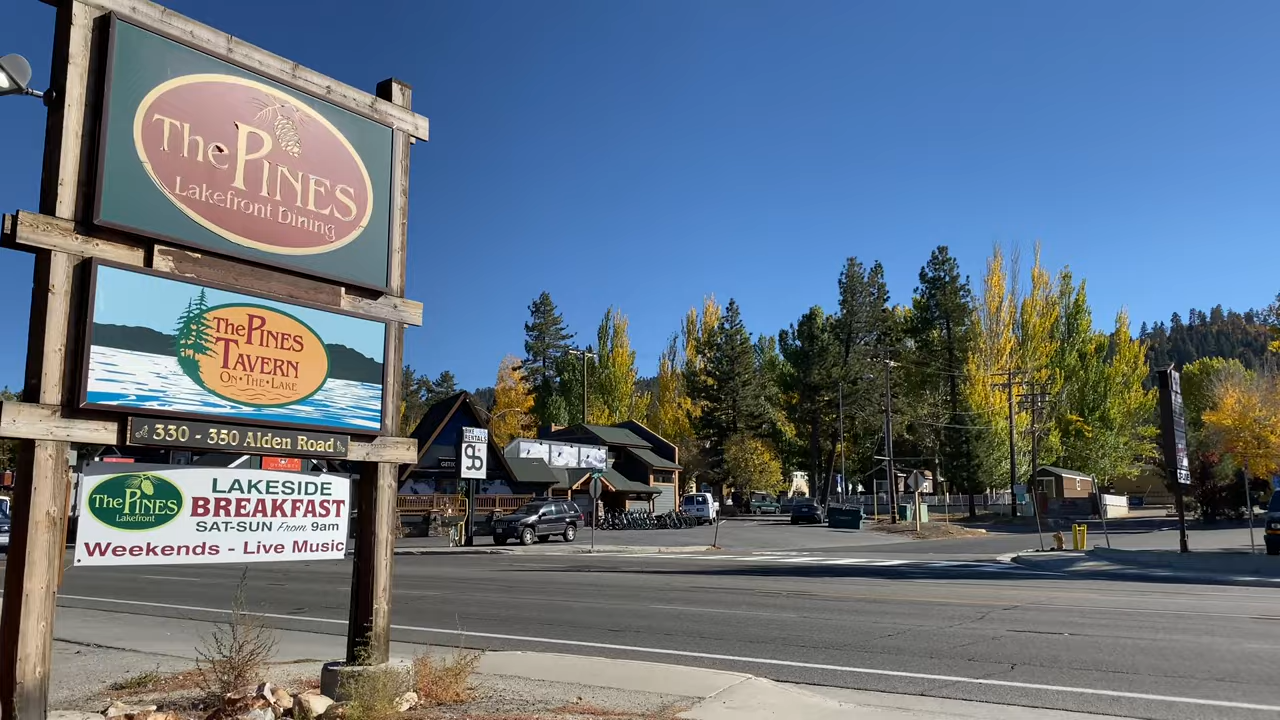 The PINES
Lakefront Dining
The PINES
TAVERN
ON • THE • LAKE
330 - 350 Alden Road
The PINES
Lakefront
LAKESIDE
BREAKFAST
SAT-SUN From 9am
Weekends - Live Music
BIKE
RENTALS